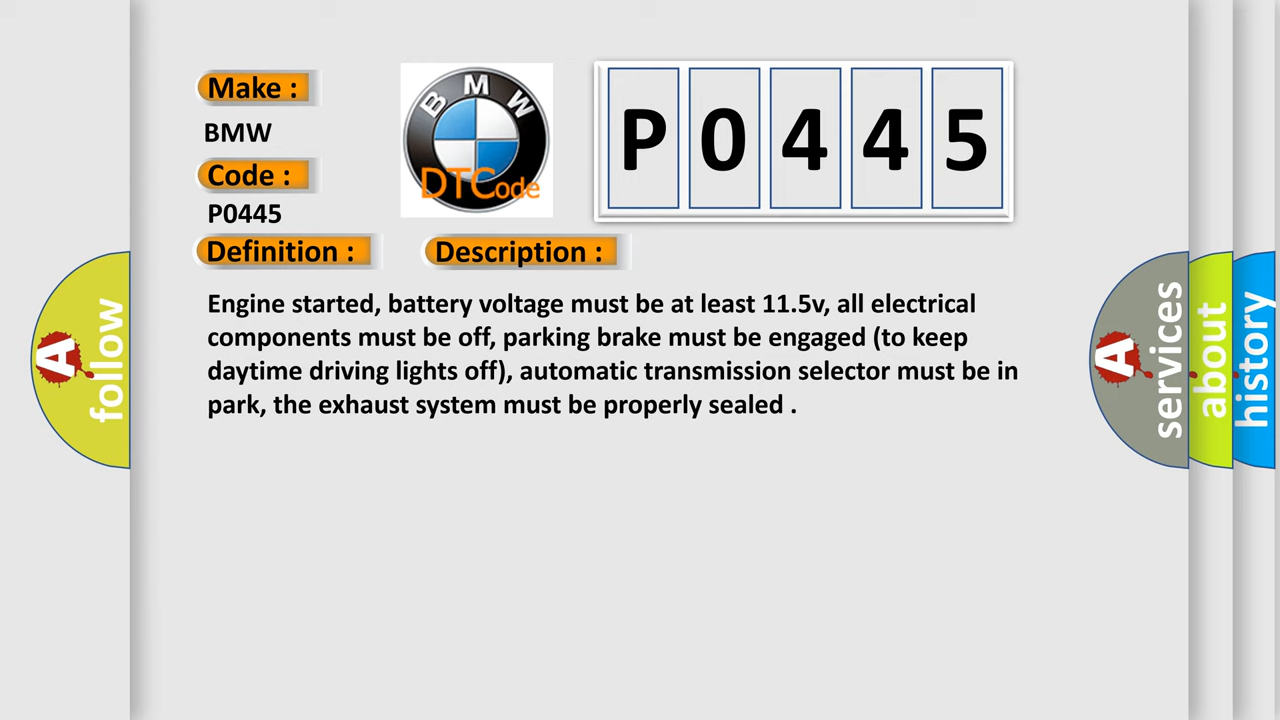 Make :
BMW
Code :
P0445
Definition :
Description :
BMW
DTCode
P0445
Engine started, battery voltage must be at least 11.5v, all electrical
components must be off, parking brake must be engaged (to keep
daytime driving lights off), automatic transmission selector must be in
park, the exhaust system must be properly sealed .
A
follow
A
services
about
history